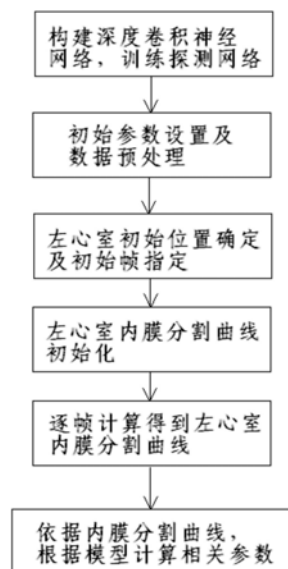 构建深度卷积神经
网络，训练探测网络
初始参数设置及
数据预处理
左心室初始位置确定
及初始帧指定
左心室内膜分割曲线
初始化
逐帧计算得到左心室
内膜分割曲线
依据内膜分割曲线，
根据模型计算相关参数